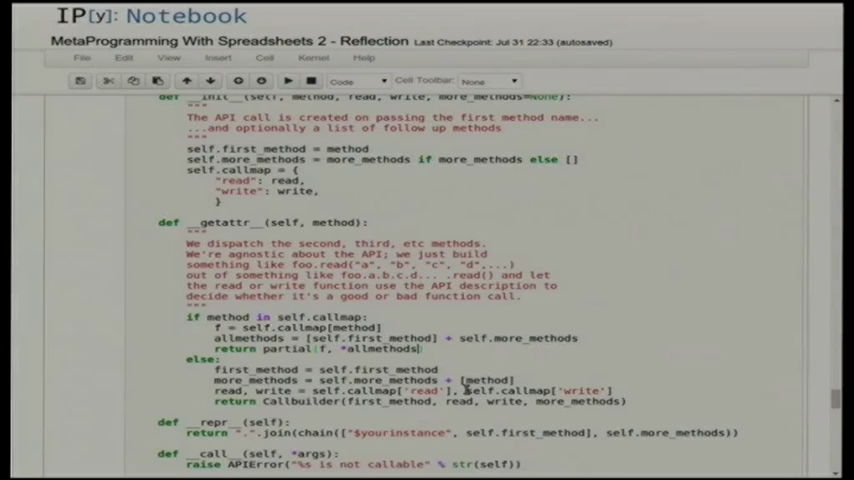 IP[y]: Notebook
MetaProgramming With Spreadsheets 2 - Reflection Last Checkpoint: Jul 31 22:33 (autosaved)
File Edit View Insert Cell Kernel Help
Code Cell Toolbar: None
def __init__(self, method, read, write, more_methods=None):
"""
The API call is created on passing the first method name...
...and optionally a list of follow up methods
"""
self.first_method = method
self.more_methods = more_methods if more_methods else []
self.callmap = {
"read": read,
"write": write,
}
def __getattr__(self, method):
"""
We dispatch the second, third, etc methods.
We're agnostic about the API; we just build
something like foo.read("a", "b", "c", "d",...)
out of something like foo.a.b.c.d... .read() and let
the read or write function use the API description to
decide whether it's a good or bad function call.
"""
if method in self.callmap:
f = self.callmap[method]
allmethods = [self.first_method] + self.more_methods
return partial(f, *allmethods)
else:
first_method = self.first_method
more_methods = self.more_methods + [method]
read, write = self.callmap['read'], self.callmap['write']
return Callbuilder(first_method, read, write, more_methods)
def __repr__(self):
return ".".join(chain(["$yourinstance", self.first_method], self.more_methods))
def __call__(self, *args):
raise APIError("%s is not callable" % str(self))